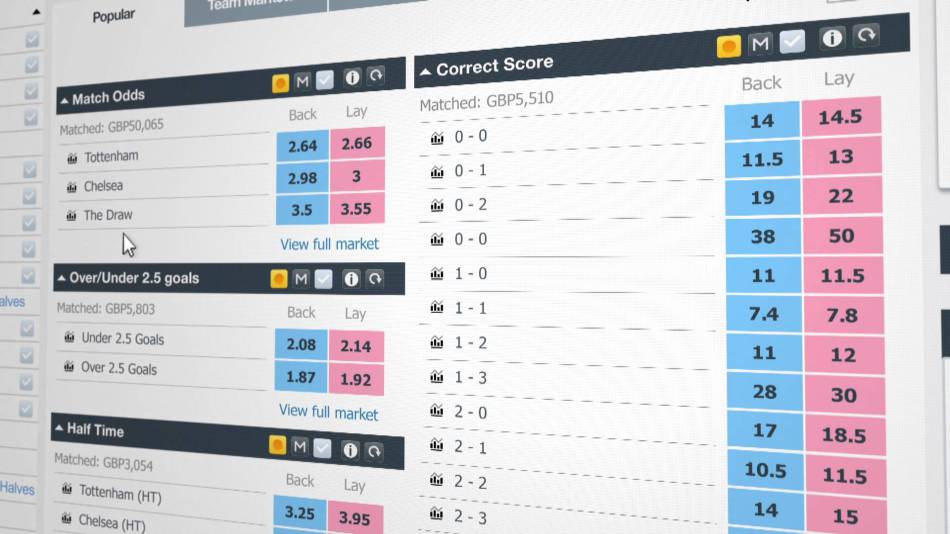 Popular
Team Market
Match Odds M i
Back Lay
Matched: GBP50,065
Tottenham 2.64 2.66
Chelsea 2.98 3
The Draw 3.5 3.55
View full market
Over/Under 2.5 goals M i
Back Lay
Matched: GBP5,803
Under 2.5 Goals 2.08 2.14
Over 2.5 Goals 1.87 1.92
View full market
Half Time M i
Back Lay
Matched: GBP3,054
Tottenham (HT) 3.25 3.95
Chelsea (HT)
Correct Score M i
Back Lay
Matched: GBP5,510
0 - 0 14 14.5
0 - 1 11.5 13
0 - 2 19 22
0 - 0 38 50
1 - 0 11 11.5
1 - 1 7.4 7.8
1 - 2 11 12
1 - 3 28 30
2 - 0 17 18.5
2 - 1 10.5 11.5
2 - 2 14 15
2 - 3
alves
Halves